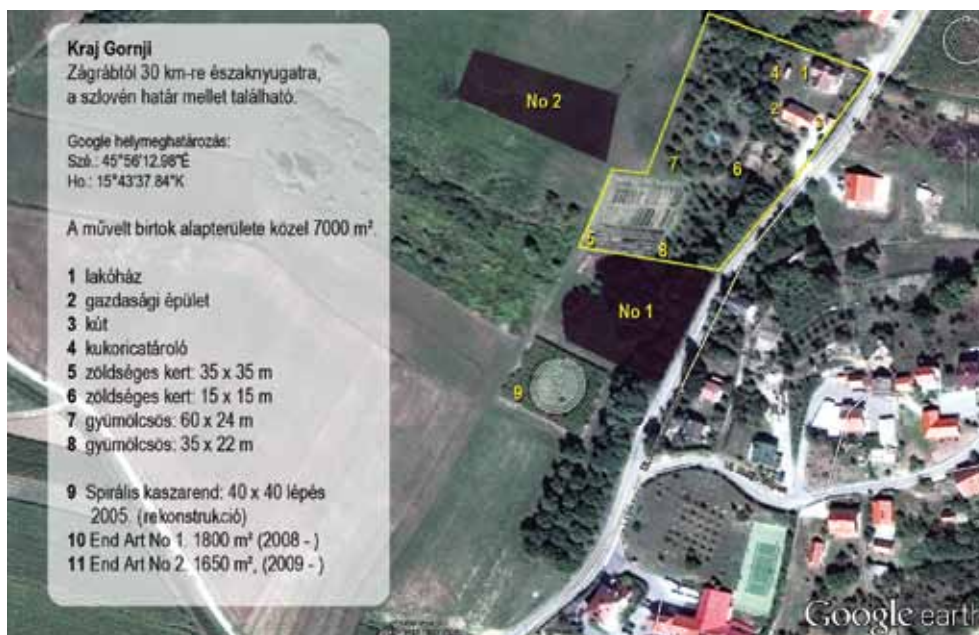 Kraj Gornji
Zágrábtól 30 km-re északnyugatra,
a szlovén határ mellet található.
Google helymeghatározás:
Szé.: 45°56'12.98"É
Ho.: 15°43'37.84"K
A művelt birtok alapterülete közel 7000 m².
1 lakóház
2 gazdasági épület
3 kút
4 kukoricatároló
5 zöldséges kert: 35 x 35 m
6 zöldséges kert: 15 x 15 m
7 gyümölcsös: 60 x 24 m
8 gyümölcsös: 35 x 22 m
9 Spirális kaszarend: 40 x 40 lépés
2005. (rekonstrukció)
10 End Art No 1. 1800 m² (2008 - )
11 End Art No 2. 1650 m², (2009 - )
No 2
4 1
2
3
7
6
5
8
No 1
9
Google earth